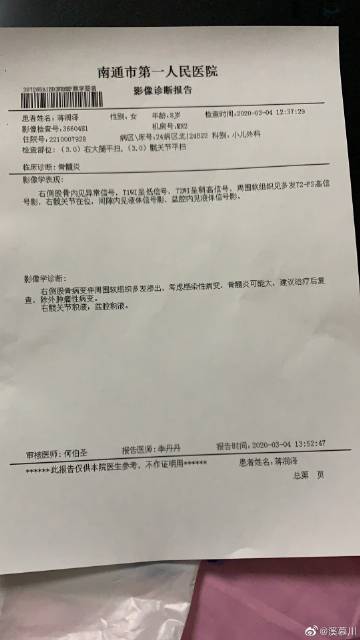 南通市第一人民医院
影像诊断报告
患者姓名:蒋润泽 性别:女 年龄:8岁 检查时间:2020-03-04 12:37:29
影像检查号:3660481 机房号:MR2
住院号:2210007928 病区\床号:24病区北\24S22 科别:小儿外科
检查部位:(3.0)右大腿平扫,(3.0)髋关节平扫
临床诊断:骨髓炎
影像学表现:
右侧股骨内见异常信号,T1WI呈低信号,T2WI呈稍高信号,周围软组织见多发T2-FS高信
号影,右髋关节在位,间隙内见液体信号影,盆腔内见液体信号影。
影像学诊断:
右侧股骨病变伴周围软组织多发渗出,考虑感染性病变,骨髓炎可能大,建议治疗后复
查,除外肿瘤性病变。
右髋关节积液,盆腔积液。
审核医师:何伯圣 报告医师:李丹丹 报告时间:2020-03-04 13:52:47
******此报告仅供本院医生参考,不作证明用****** 患者姓名:蒋润泽
总 页
@溪慕川